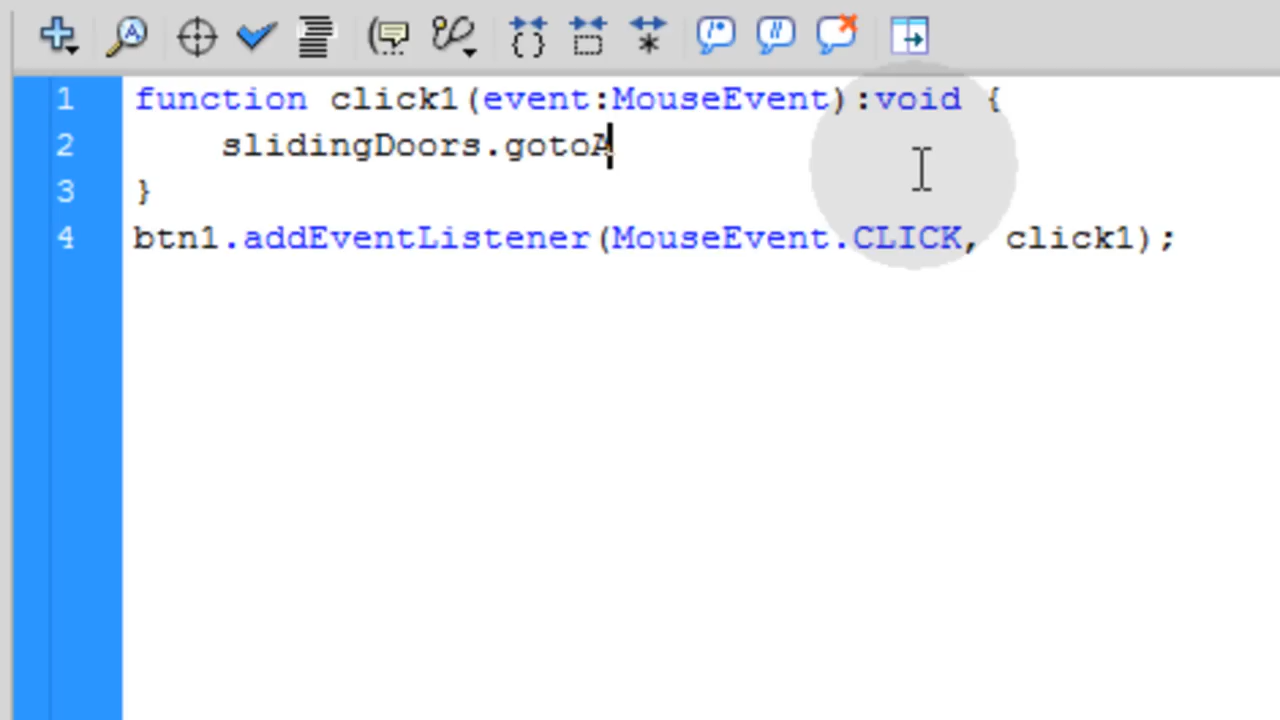 1 function click1(event:MouseEvent):void {
2 slidingDoors.gotoA
3 }
4 btn1.addEventListener(MouseEvent.CLICK, click1);